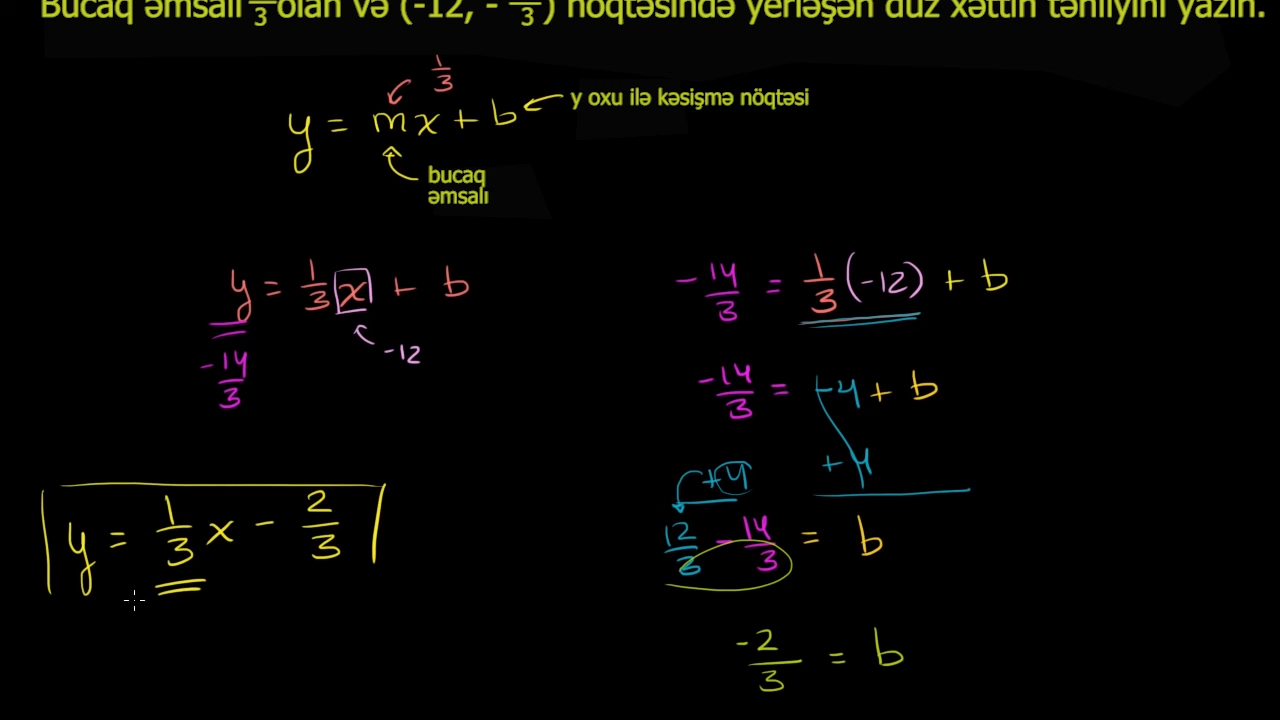 Bucaq əmsalı 3 olan və (-12, - 3) nöqtəsində yerləşən düz xəttin tənliyini yazın.
1/3
y = mx + b y oxu ilə kəsişmə nöqtəsi
bucaq
əmsalı
y = 1/3 x + b
-12
-14/3
y = 1/3 x - 2/3
-14/3 = 1/3 (-12) + b
-14/3 = -4 + b
+4 +4
12/3 - 14/3 = b
-2/3 = b